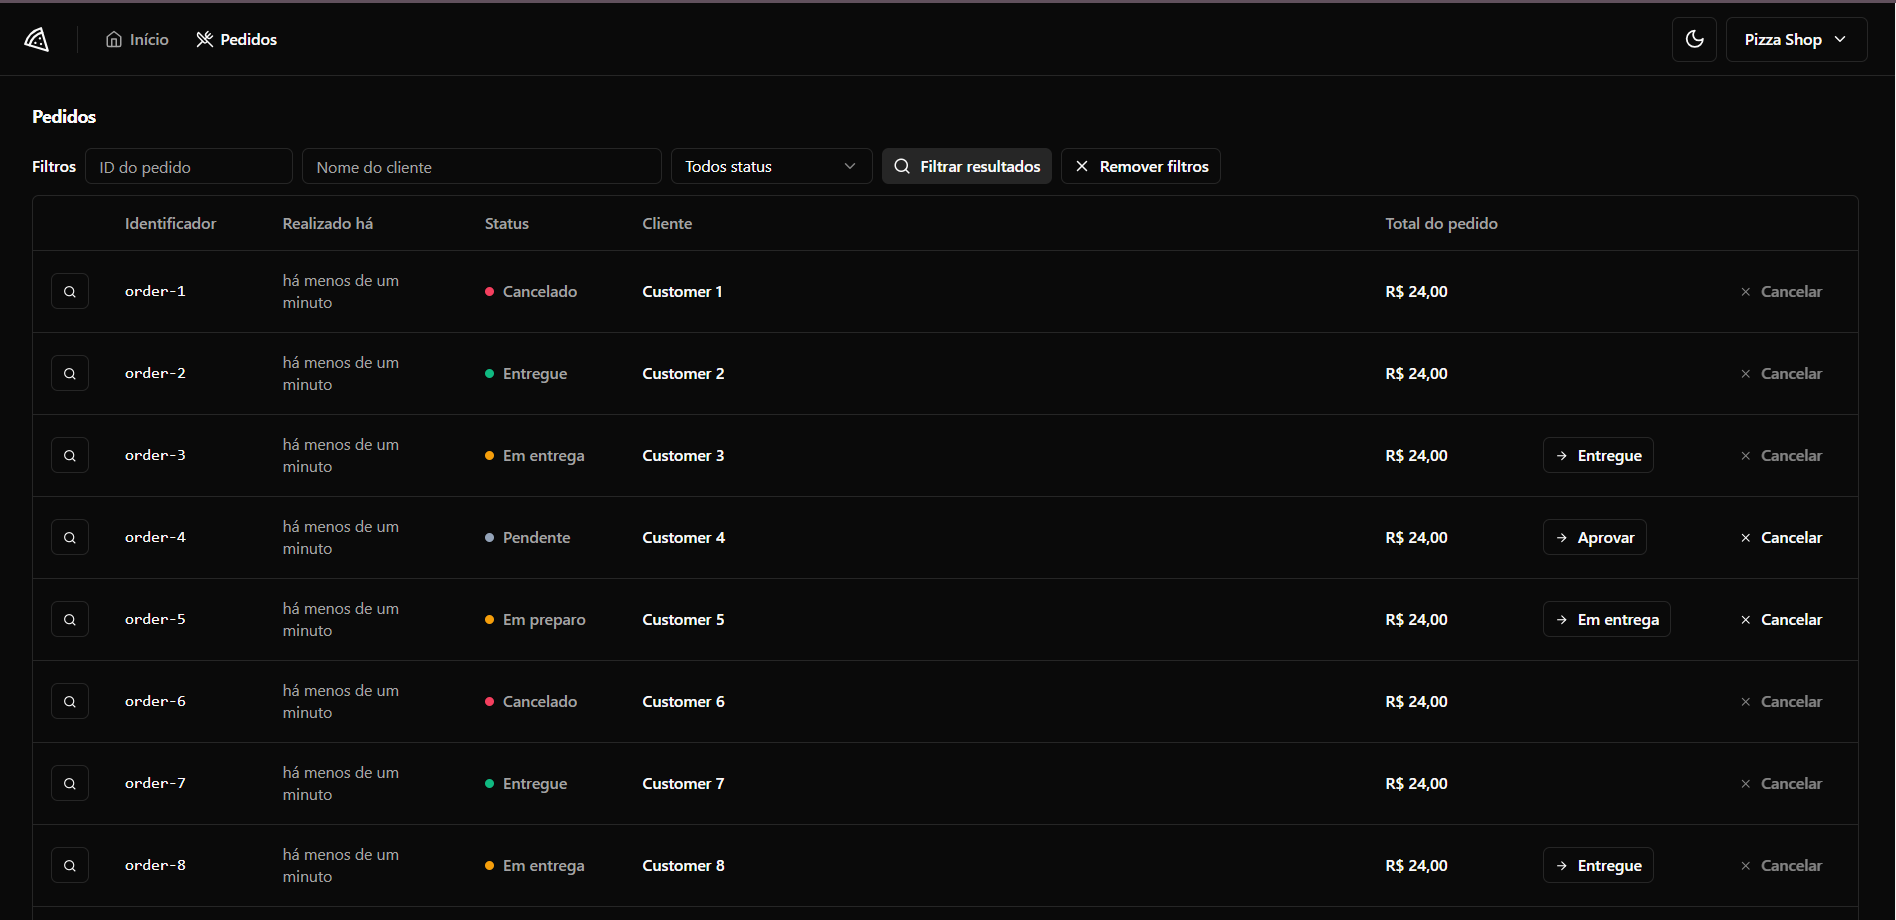 Início
Pedidos
Pizza Shop
Pedidos
Filtros ID do pedido Nome do cliente Todos status Filtrar resultados Remover filtros
Identificador Realizado há Status Cliente Total do pedido
order-1 há menos de um minuto Cancelado Customer 1 R$ 24,00 Cancelar
order-2 há menos de um minuto Entregue Customer 2 R$ 24,00 Cancelar
order-3 há menos de um minuto Em entrega Customer 3 R$ 24,00 Entregue Cancelar
order-4 há menos de um minuto Pendente Customer 4 R$ 24,00 Aprovar Cancelar
order-5 há menos de um minuto Em preparo Customer 5 R$ 24,00 Em entrega Cancelar
order-6 há menos de um minuto Cancelado Customer 6 R$ 24,00 Cancelar
order-7 há menos de um minuto Entregue Customer 7 R$ 24,00 Cancelar
order-8 há menos de um minuto Em entrega Customer 8 R$ 24,00 Entregue Cancelar